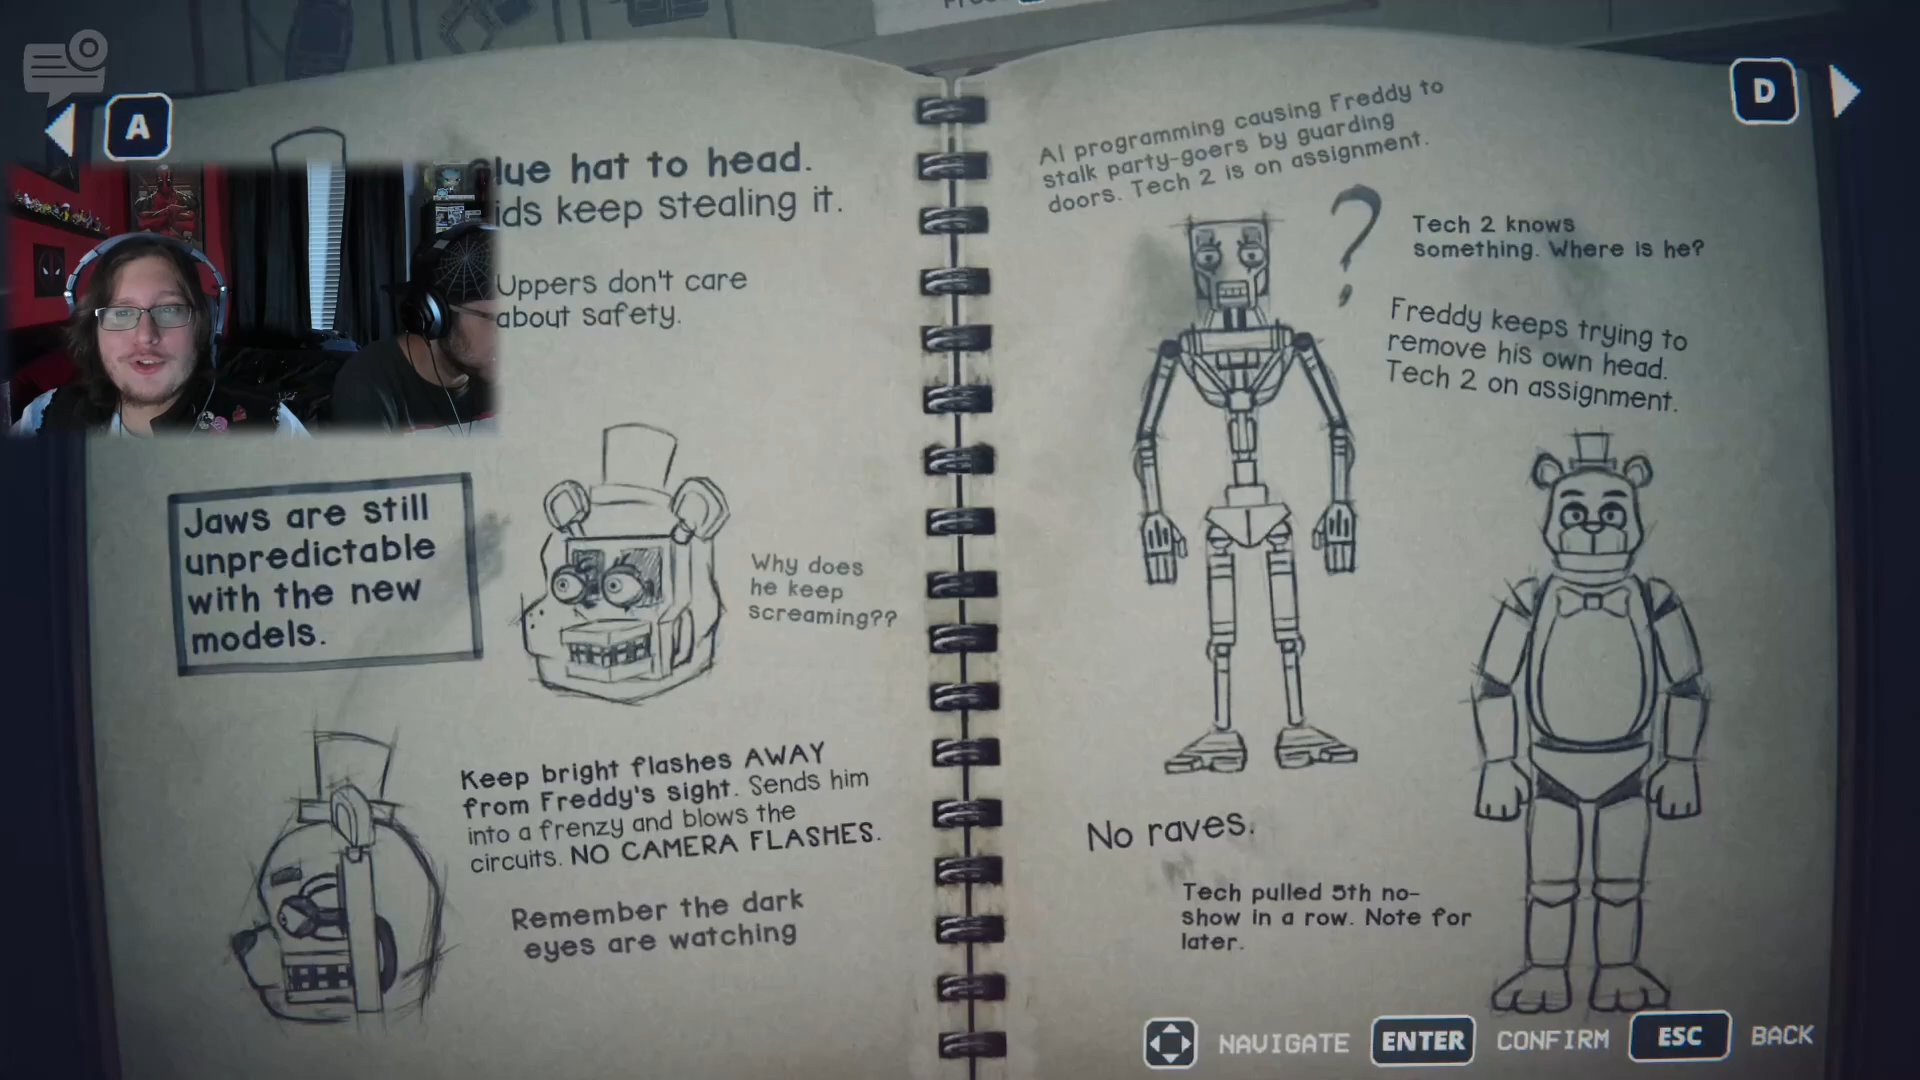 A
D
hat to head.
keep stealing it.
Uppers don't care
about safety.
Jaws are still
unpredictable
with the new
models.
Why does
he keep
screaming??
Keep bright flashes AWAY
from Freddy's sight. Sends him
into a frenzy and blows the
circuits. NO CAMERA FLASHES.
Remember the dark
eyes are watching
AI programming causing Freddy to
stalk party-goers by guarding
doors. Tech 2 is on assignment.
?
Tech 2 knows
something. Where is he?
Freddy keeps trying to
remove his own head.
Tech 2 on assignment.
No raves.
Tech pulled 5th no-
show in a row. Note for
later.
NAVIGATE ENTER CONFIRM ESC BACK